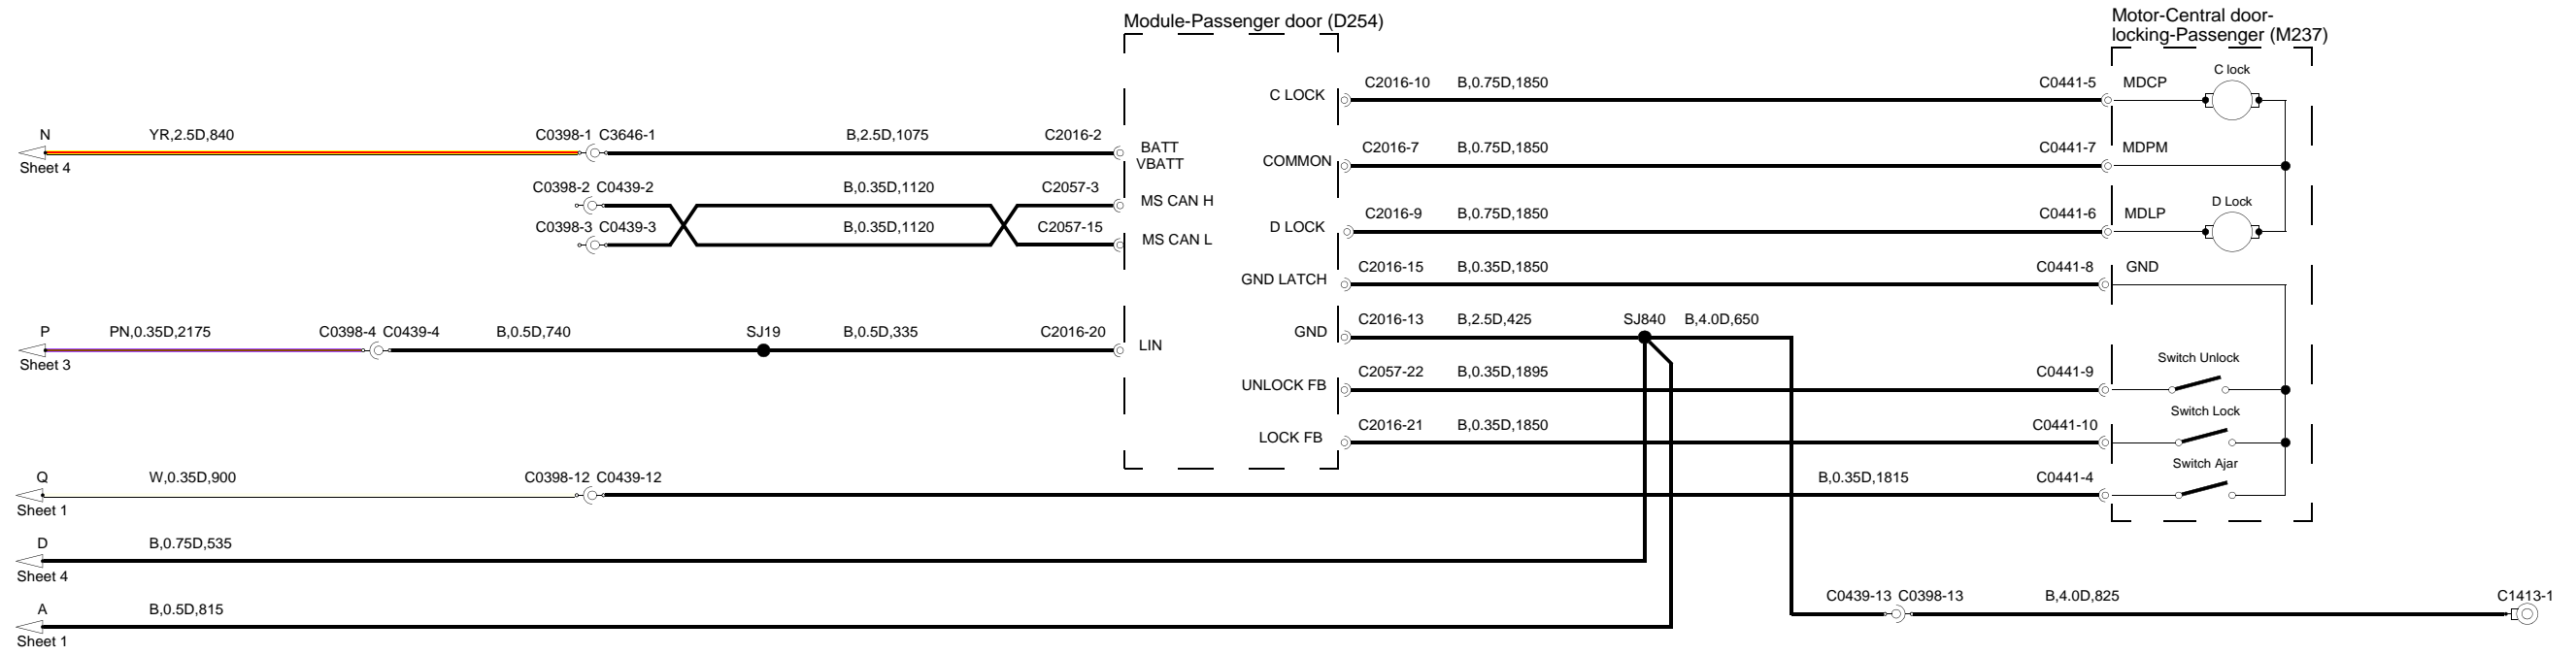 Module-Passenger door (D254)
Motor-Central door-
locking-Passenger (M237)
C lock
C LOCK
C2016-10
B,0.75D,1850
C0441-5
MDCP
N
YR,2.5D,840
C0398-1
C3646-1
B,2.5D,1075
C2016-2
BATT
VBATT
Sheet 4
COMMON
C2016-7
B,0.75D,1850
C0441-7
MDPM
C0398-2
C0439-2
B,0.35D,1120
C2057-3
MS CAN H
D LOCK
C2016-9
B,0.75D,1850
C0441-6
MDLP
D Lock
C0398-3
C0439-3
B,0.35D,1120
C2057-15
MS CAN L
GND LATCH
C2016-15
B,0.35D,1850
C0441-8
GND
P
PN,0.35D,2175
C0398-4
C0439-4
B,0.5D,740
SJ19
B,0.5D,335
C2016-20
LIN
Sheet 3
GND
C2016-13
B,2.5D,425
SJ840
B,4.0D,650
UNLOCK FB
C2057-22
B,0.35D,1895
C0441-9
Switch Unlock
LOCK FB
C2016-21
B,0.35D,1850
C0441-10
Switch Lock
Q
W,0.35D,900
C0398-12
C0439-12
B,0.35D,1815
C0441-4
Switch Ajar
Sheet 1
D
B,0.75D,535
Sheet 4
A
B,0.5D,815
Sheet 1
C0439-13
C0398-13
B,4.0D,825
C1413-1